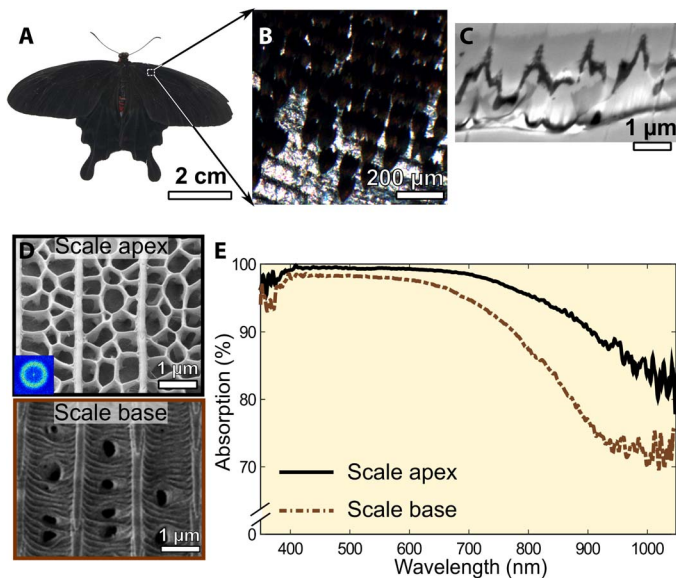 A
2 cm
B
200 µm
C
1 µm
D
Scale apex
1 µm
Scale base
1 µm
E
100
90
80
70
0
Absorption (%)
Scale apex
Scale base
400 500 600 700 800 900 1000
Wavelength (nm)